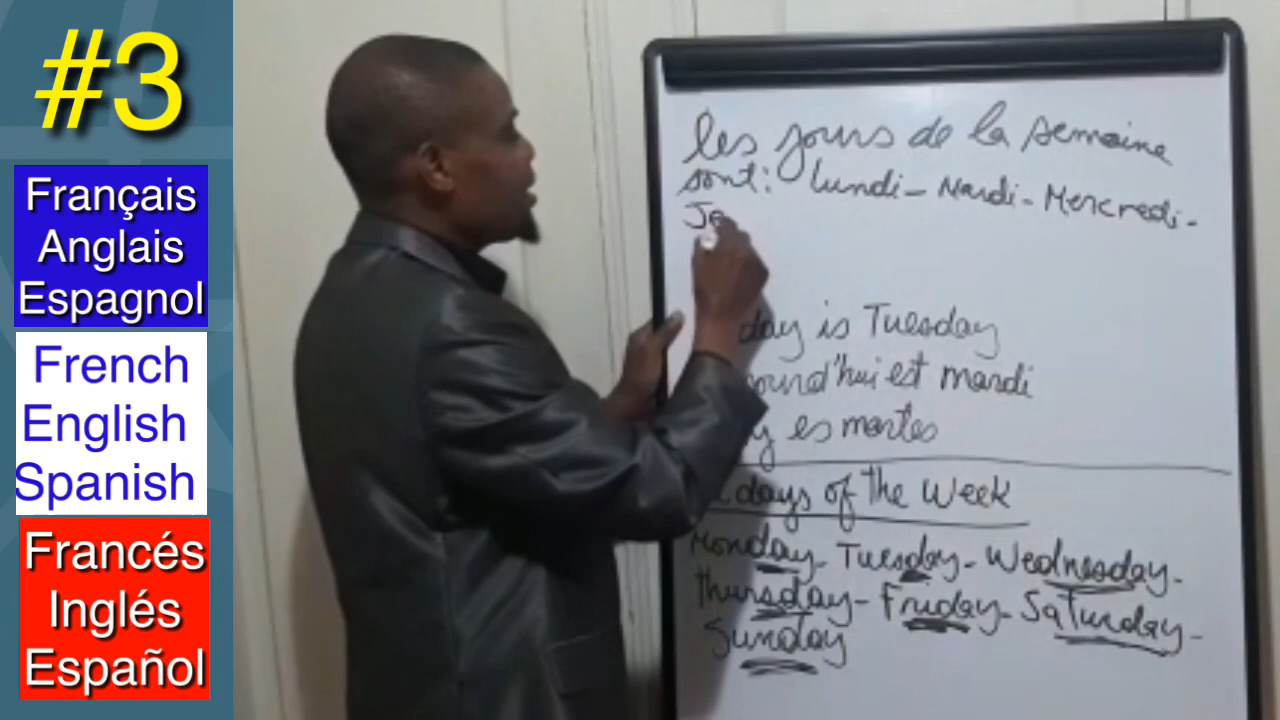 #3
Français
Anglais
Espagnol
French
English
Spanish
Francés
Inglés
Español
les jours de la semaine
sont: lundi - Mardi - Mercredi -
Je
day is Tuesday
ourd'hui est mardi
y es martes
days of the Week
Monday - Tuesday - Wednesday -
Thursday - Friday - Saturday -
Sunday